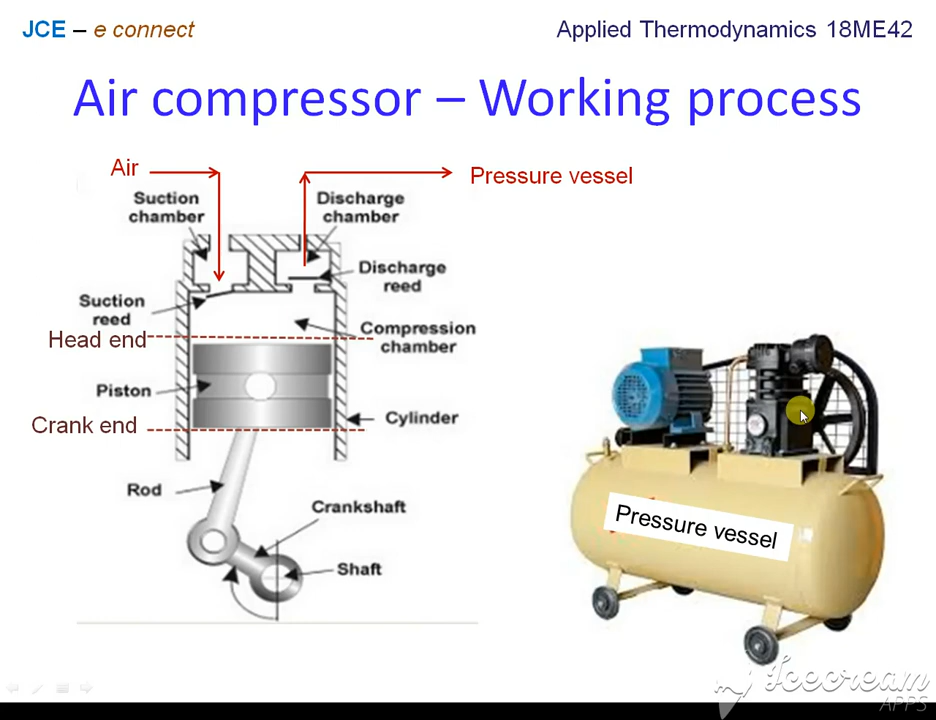 JCE – e connect
Applied Thermodynamics 18ME42
Air compressor – Working process
Air
Pressure vessel
Suction
chamber
Discharge
chamber
Discharge
reed
Suction
reed
Head end
Compression
chamber
Piston
Crank end
Cylinder
Rod
Crankshaft
Shaft
Pressure vessel
Icecream
APPS